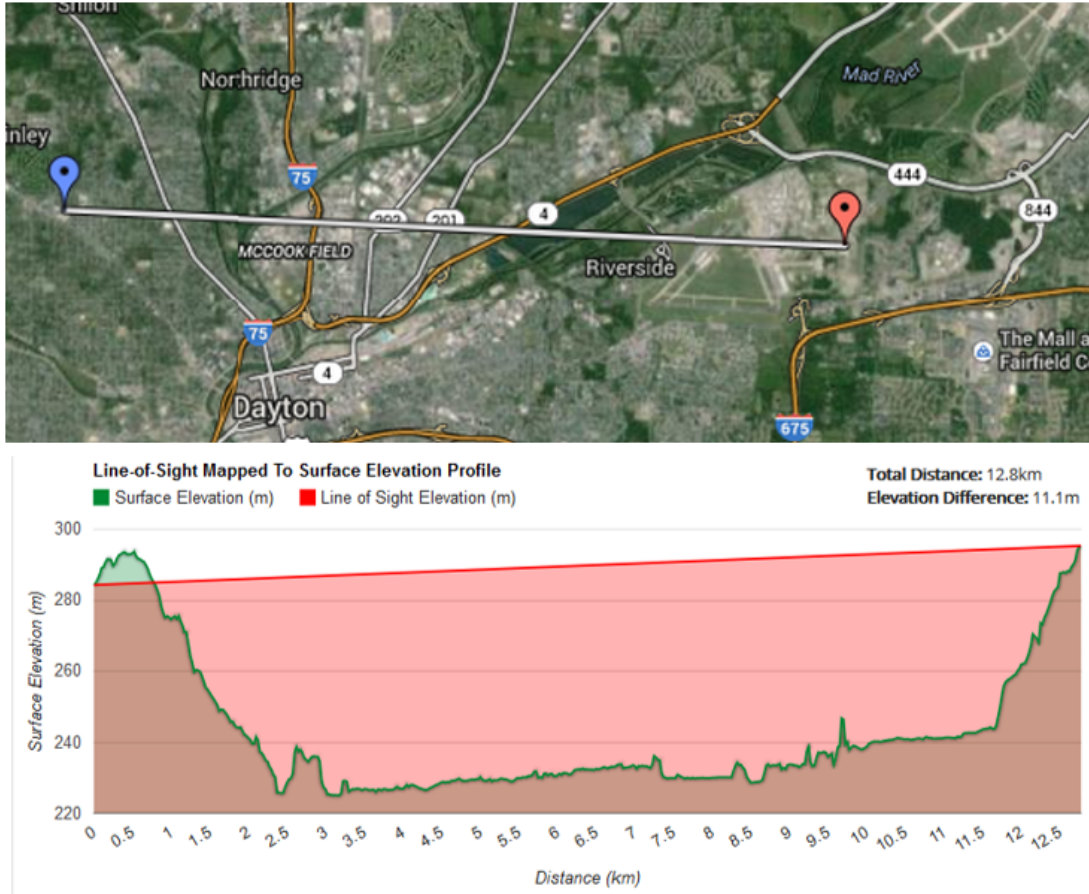 Shiloh
Northridge
Mad River
inley
75
444
202
201
4
844
MCCOOK FIELD
Riverside
75
The Mall a
Fairfield Co
4
Dayton
675
Line-of-Sight Mapped To Surface Elevation Profile
Total Distance: 12.8km
Surface Elevation (m)
Line of Sight Elevation (m)
Elevation Difference: 11.1m
300
280
260
240
220
Surface Elevation (m)
0
0.5
1
1.5
2
2.5
3
3.5
4
4.5
5
5.5
6
6.5
7
7.5
8
8.5
9
9.5
10
10.5
11
11.5
12
12.5
Distance (km)